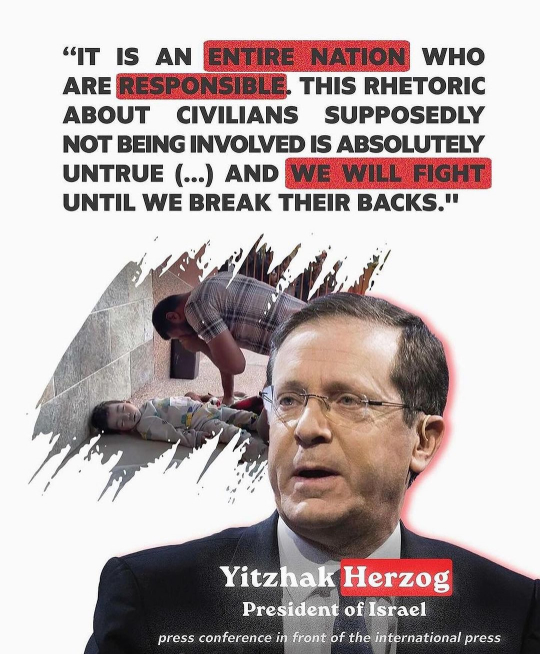 “IT IS AN ENTIRE NATION WHO
ARE RESPONSIBLE. THIS RHETORIC
ABOUT CIVILIANS SUPPOSEDLY
NOT BEING INVOLVED IS ABSOLUTELY
UNTRUE (...) AND WE WILL FIGHT
UNTIL WE BREAK THEIR BACKS."
Yitzhak Herzog
President of Israel
press conference in front of the international press